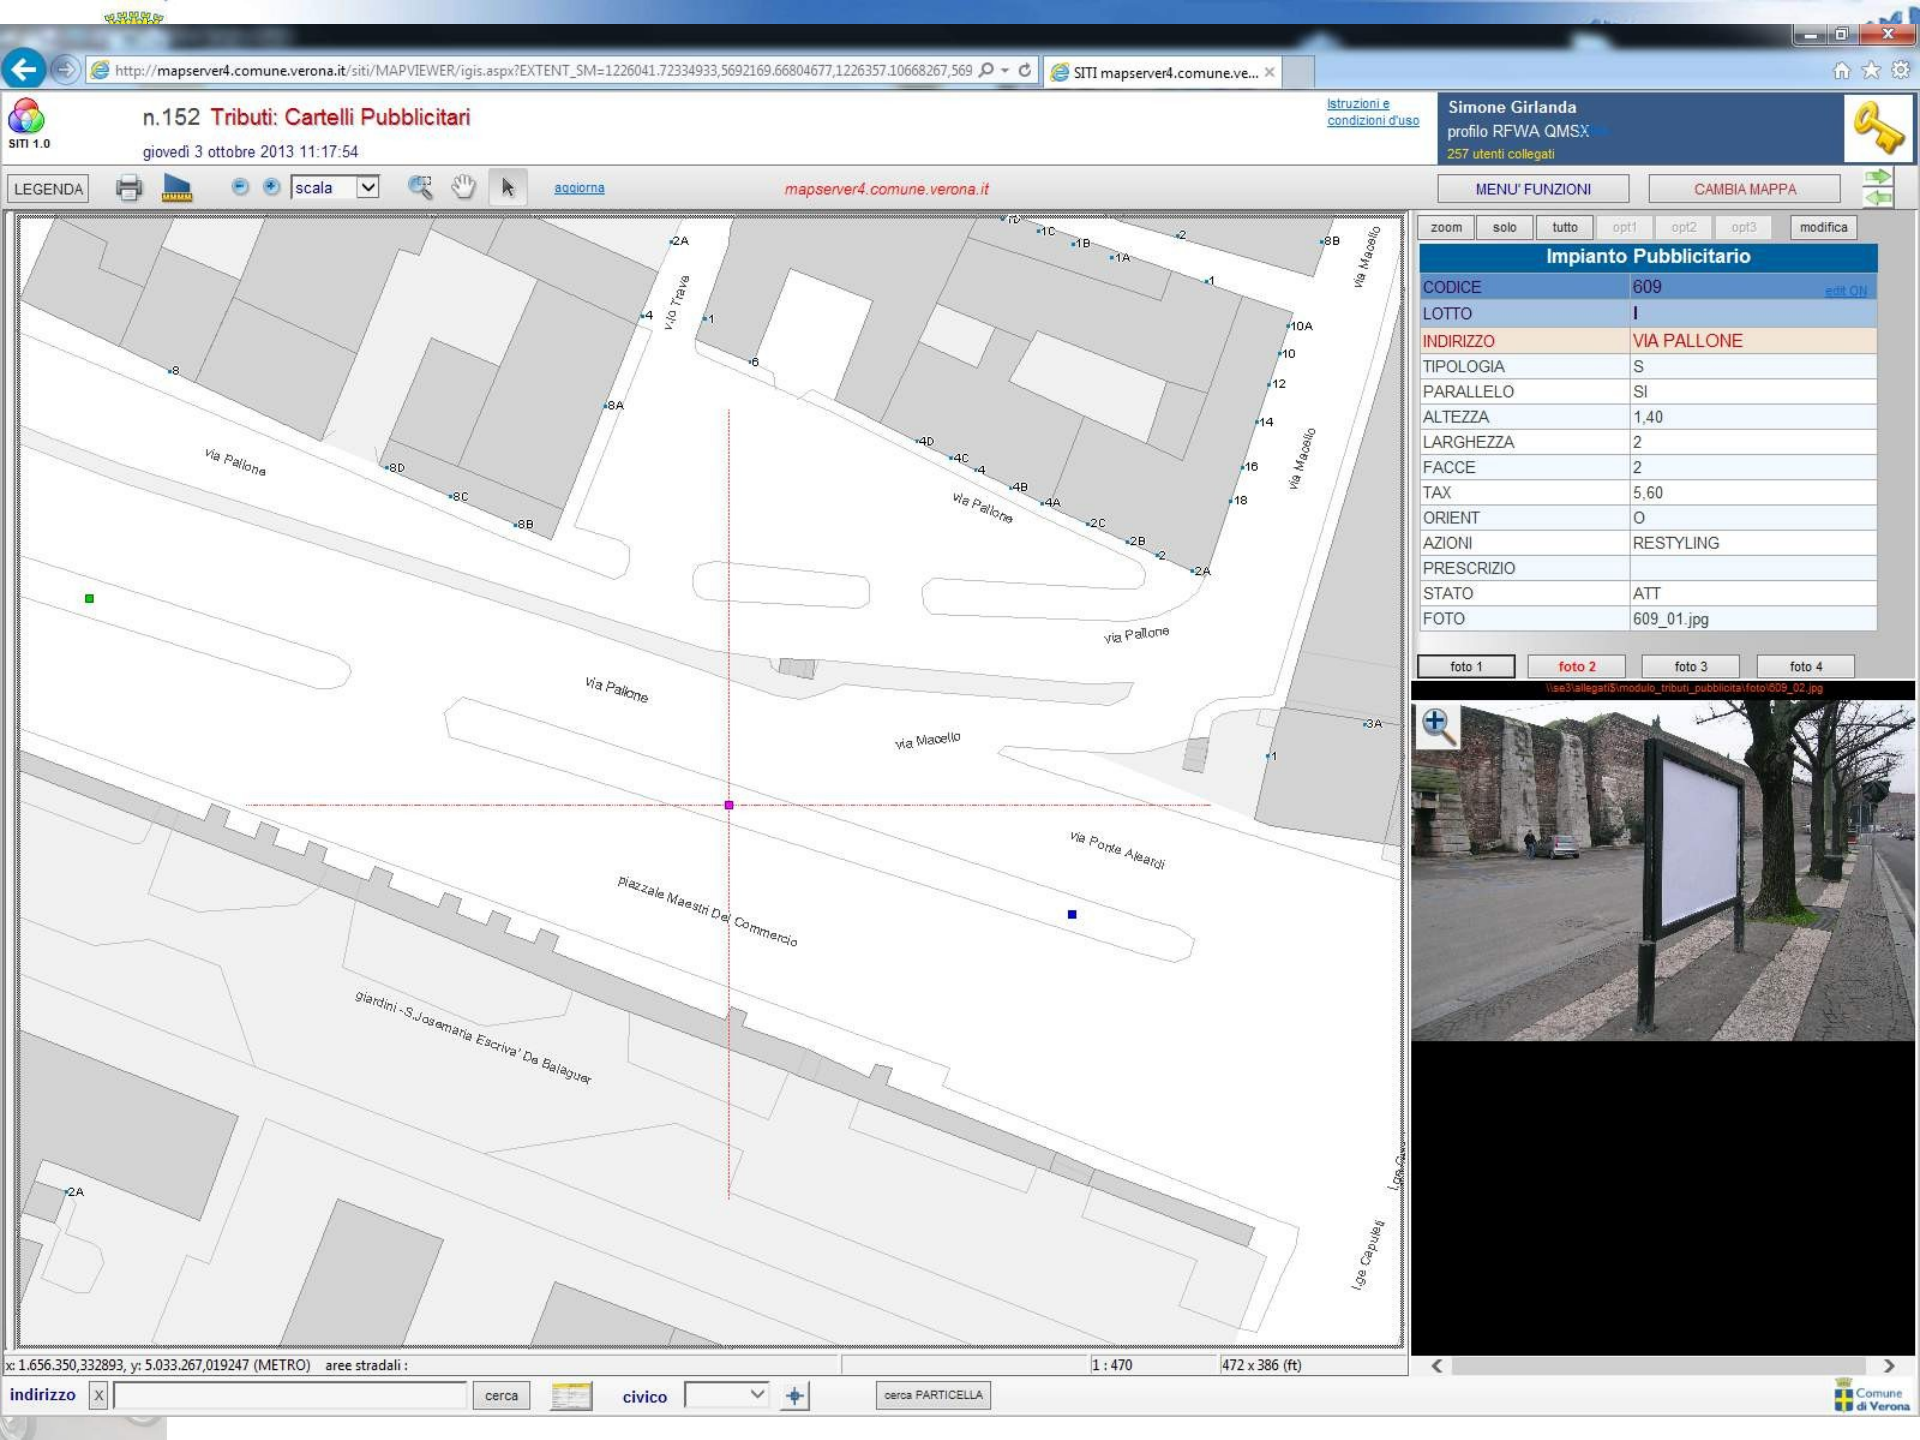 http://mapserver4.comune.verona.it/siti/MAPVIEWER/igis.aspx?EXTENT_SM=1226041.72334933,5692169.66804677,1226357.10668267,569
SITI mapserver4.comune.ve...
SITI 1.0
n.152 Tributi: Cartelli Pubblicitari
giovedì 3 ottobre 2013 11:17:54
Istruzioni e
condizioni d'uso
Simone Girlanda
profilo RFWA QMSX
257 utenti collegati
LEGENDA
scala
aggiorna
mapserver4.comune.verona.it
MENU' FUNZIONI
CAMBIA MAPPA
zoom solo tutto opt1 opt2 opt3 modifica
Impianto Pubblicitario
CODICE 609 edit ON
LOTTO I
INDIRIZZO VIA PALLONE
TIPOLOGIA S
PARALLELO SI
ALTEZZA 1,40
LARGHEZZA 2
FACCE 2
TAX 5,60
ORIENT O
AZIONI RESTYLING
PRESCRIZIO
STATO ATT
FOTO 609_01.jpg
foto 1 foto 2 foto 3 foto 4
\\se3\allegati$\modulo_tributi_pubblicita\foto\609_02.jpg
2A
1D
1C
1B
1A
2
1
8B
via Macello
v.lo Trave
4
1
6
8
8A
10A
10
12
14
16
18
via Macello
via Pallone
8D
8C
8B
4D
4C
4
4B
4A
2C
2B
2
2A
via Pallone
via Pallone
via Pallone
via Macello
3A
1
via Ponte Aleardi
piazzale Maestri Del Commercio
giardini -S.Josemaria Escriva' De Balaguer
2A
l.ge Capuleti
x: 1.656.350,332893, y: 5.033.267,019247 (METRO) aree stradali :
1 : 470
472 x 386 (ft)
indirizzo X cerca civico cerca PARTICELLA
Comune
di Verona